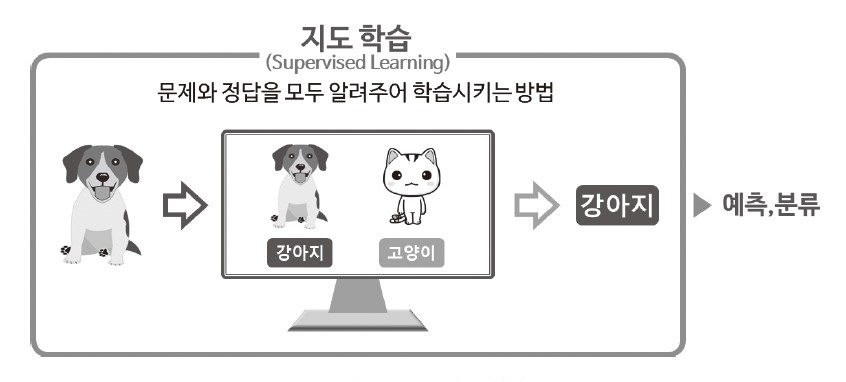 지도 학습
(Supervised Learning)
문제와 정답을 모두 알려주어 학습시키는 방법
강아지
고양이
강아지
예측,분류